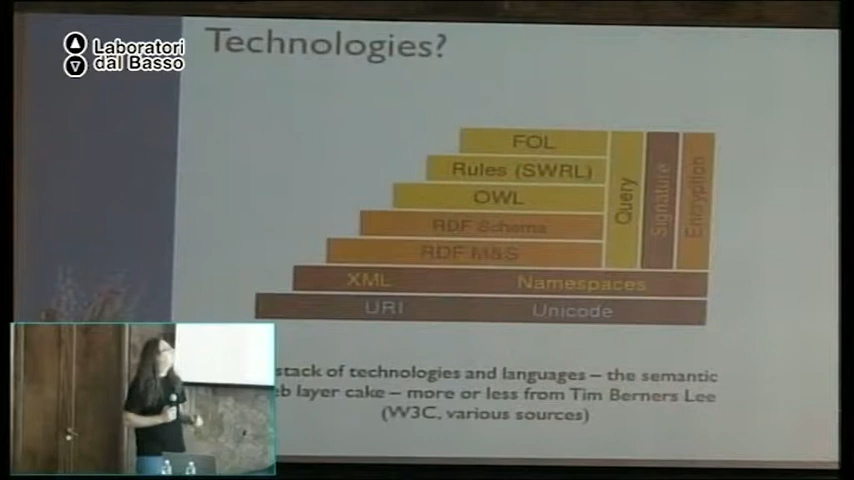 Laboratori
dal Basso
Technologies?
FOL
Rules (SWRL)
OWL
RDF Schema
RDF M&S
Query
Signature
Encryption
XML Namespaces
URI Unicode
stack of technologies and languages – the semantic
layer cake – more or less from Tim Berners Lee
(W3C, various sources)